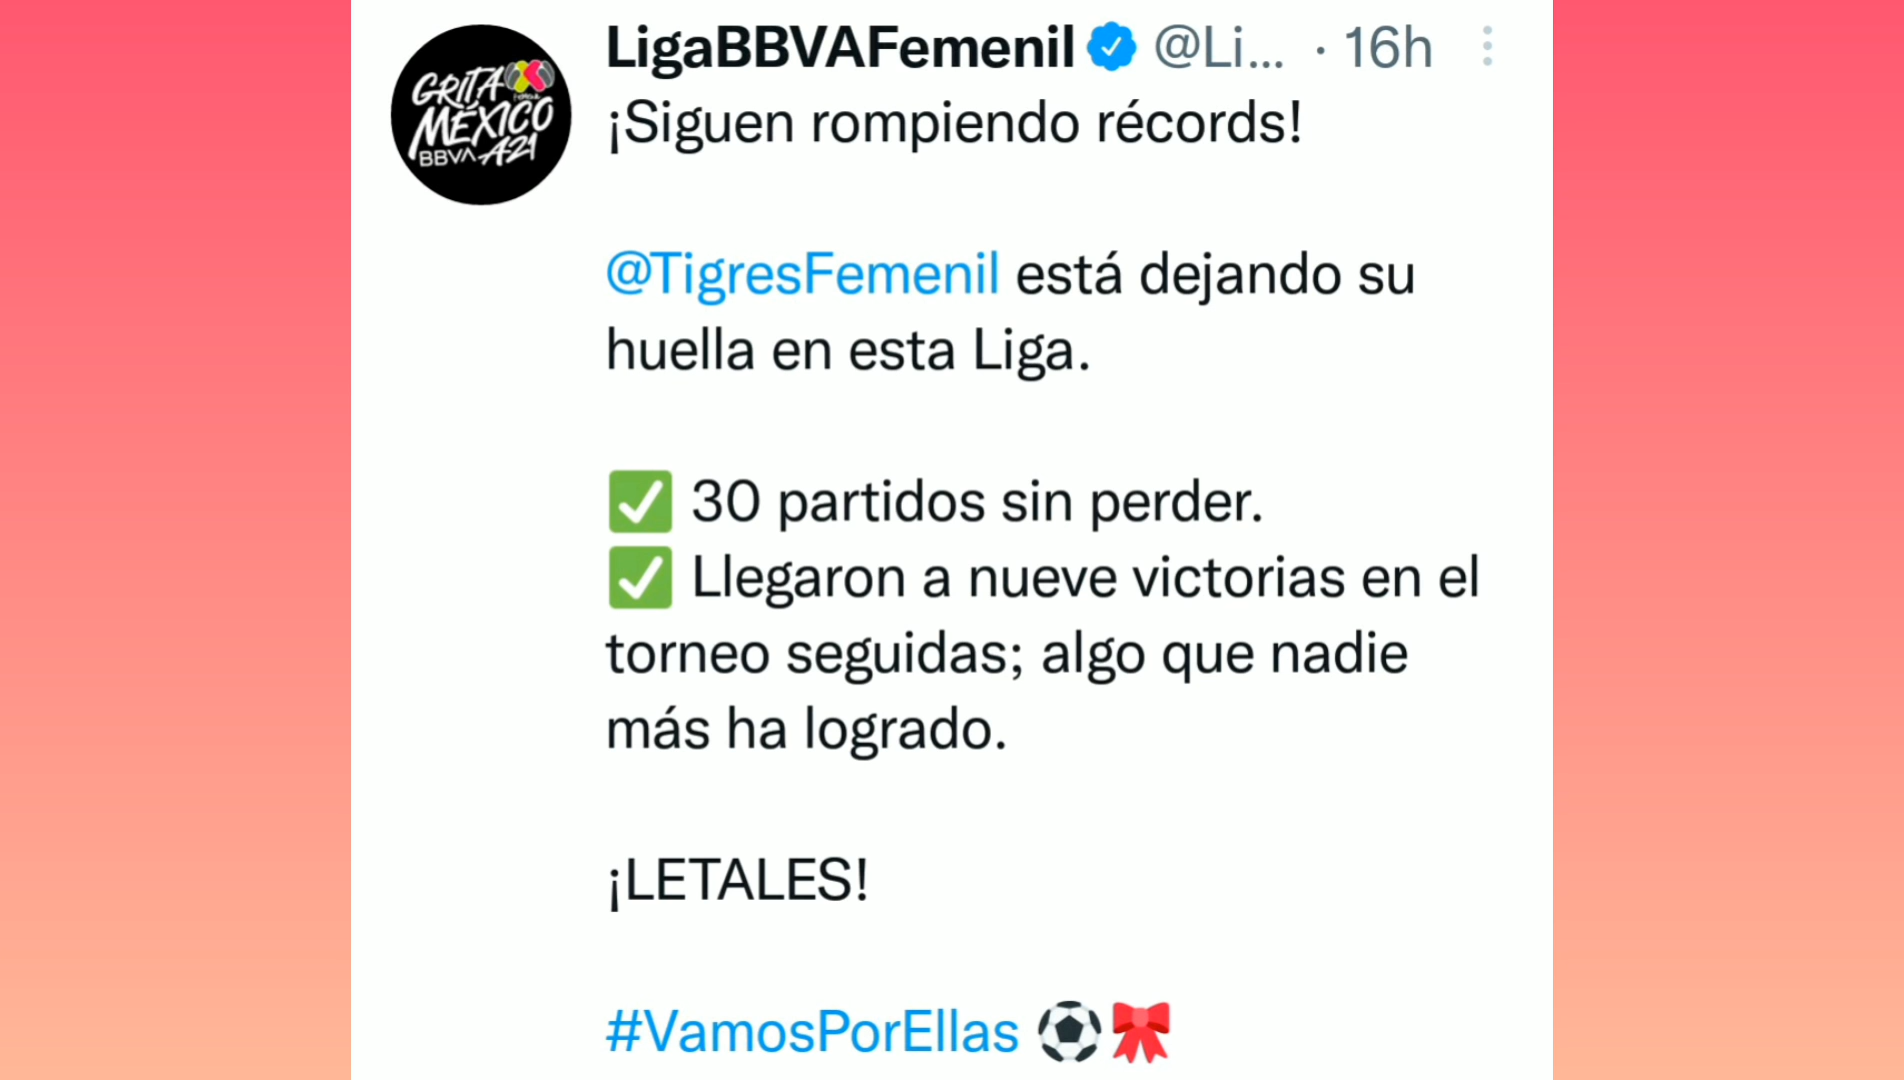 GRITA
MÉXICO
BBVA A21
LigaBBVAFemenil @Li... · 16h
¡Siguen rompiendo récords!
@TigresFemenil está dejando su
huella en esta Liga.
✅ 30 partidos sin perder.
✅ Llegaron a nueve victorias en el
torneo seguidas; algo que nadie
más ha logrado.
¡LETALES!
#VamosPorEllas ⚽🎀